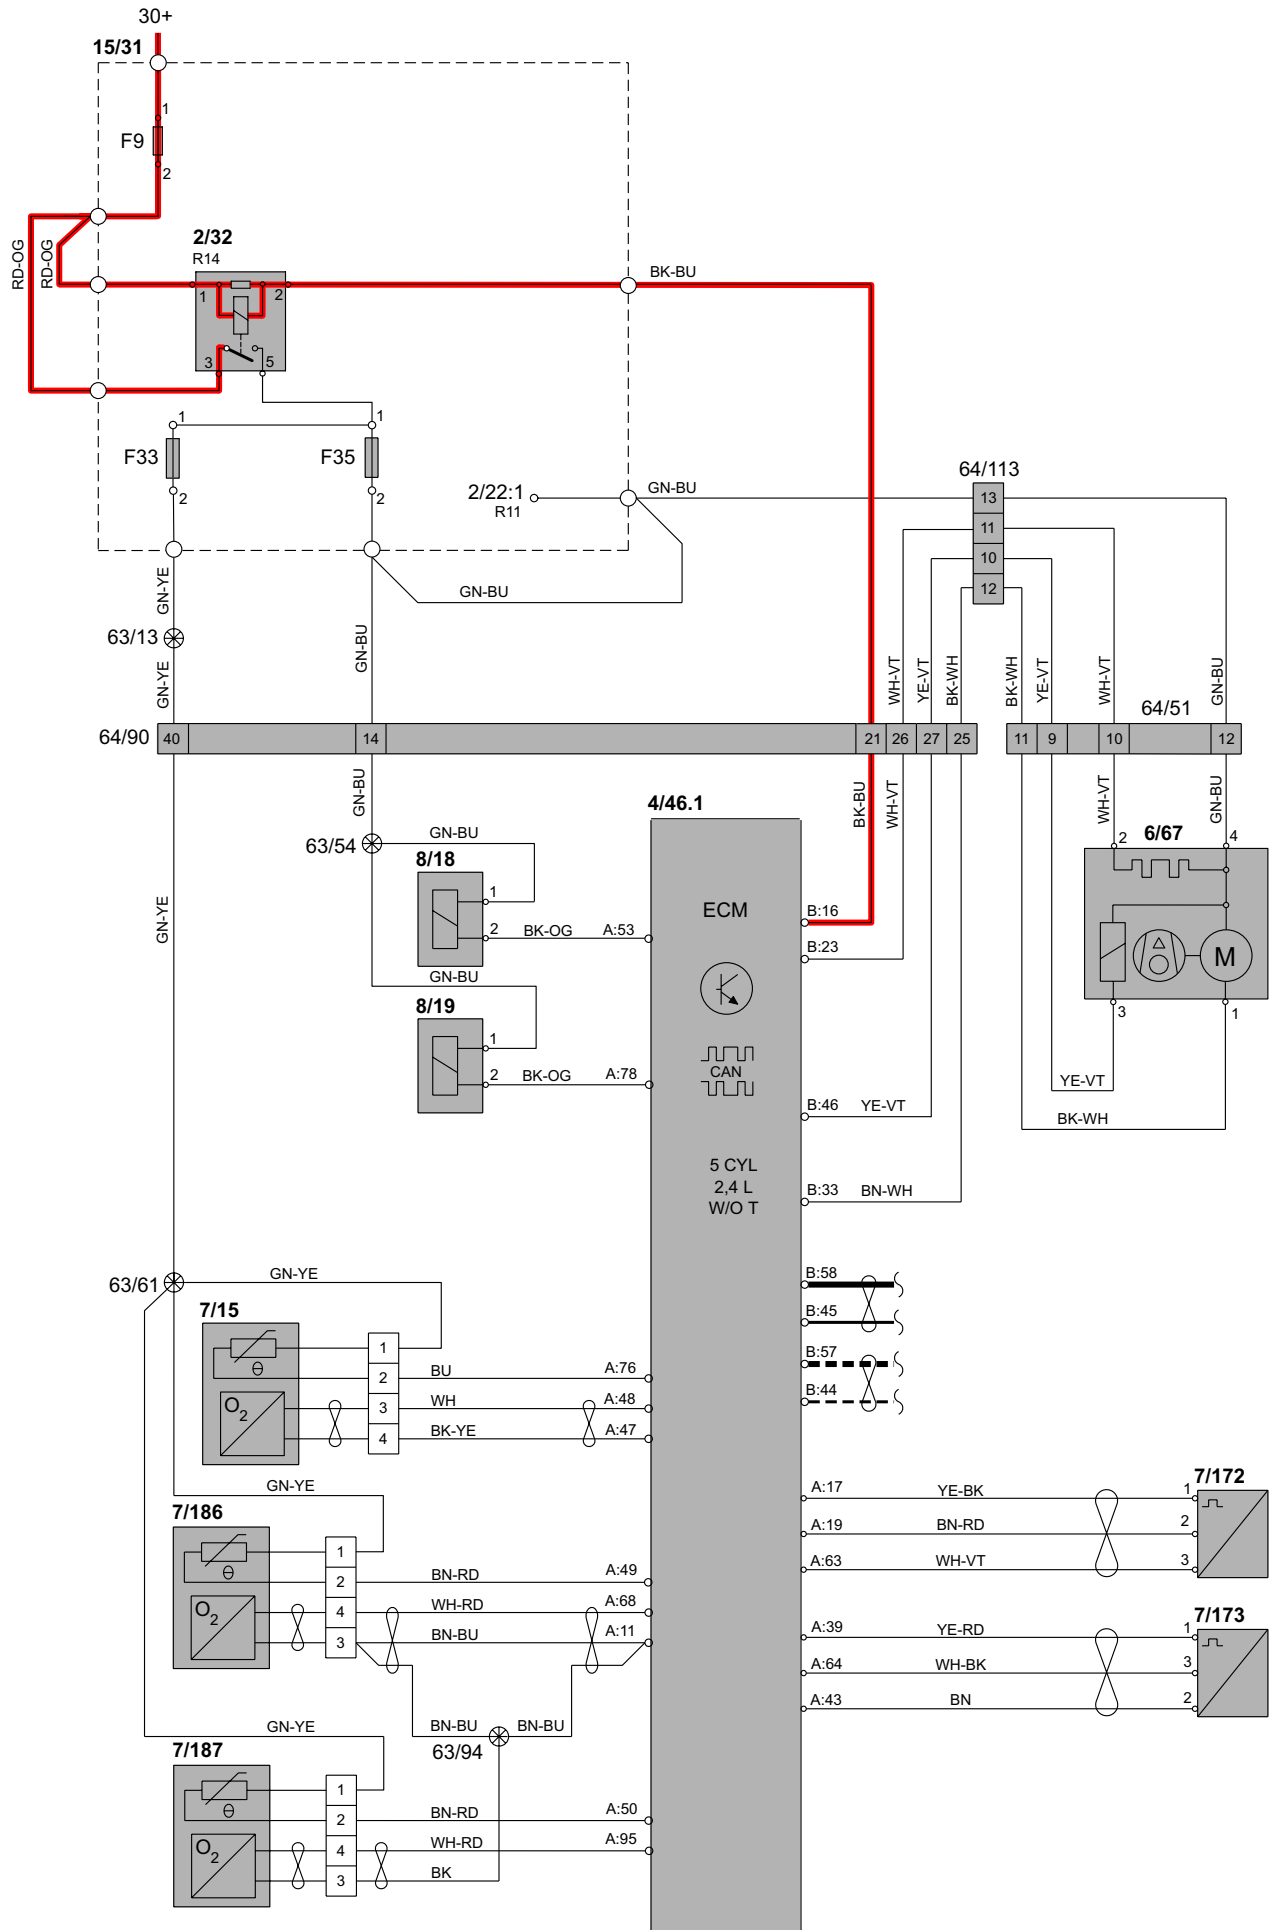 30+
15/31
1
F9
2
RD-OG
RD-OG
2/32
R14
1
2
3
5
BK-BU
1
1
F33
F35
2
2
2/22:1
R11
GN-BU
GN-BU
64/113
13
11
10
12
GN-YE
63/13
GN-YE
GN-BU
WH-VT
YE-VT
BK-WH
BK-WH
YE-VT
WH-VT
GN-BU
64/51
64/90
40
14
21
26
27
25
11
9
10
12
GN-BU
BK-BU
WH-VT
WH-VT
GN-BU
4/46.1
63/54
GN-BU
8/18
1
2
BK-OG
A:53
GN-BU
8/19
1
2
BK-OG
A:78
GN-YE
ECM
CAN
5 CYL
2,4 L
W/O T
B:16
B:23
B:46
YE-VT
B:33
BN-WH
B:58
B:45
B:57
B:44
2
6/67
4
M
3
1
YE-VT
BK-WH
63/61
GN-YE
7/15
Θ
O2
1
2
3
4
BU
WH
BK-YE
A:76
A:48
A:47
GN-YE
7/186
Θ
O2
1
2
4
3
BN-RD
WH-RD
BN-BU
A:49
A:68
A:11
BN-BU
BN-BU
63/94
GN-YE
7/187
Θ
O2
1
2
4
3
BN-RD
WH-RD
BK
A:50
A:95
A:17
YE-BK
1
7/172
A:19
BN-RD
2
A:63
WH-VT
3
A:39
YE-RD
1
7/173
A:64
WH-BK
3
A:43
BN
2